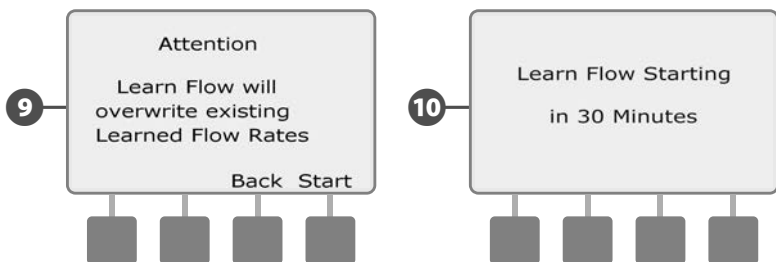 9
Attention
Learn Flow will
overwrite existing
Learned Flow Rates
Back Start
10
Learn Flow Starting
in 30 Minutes